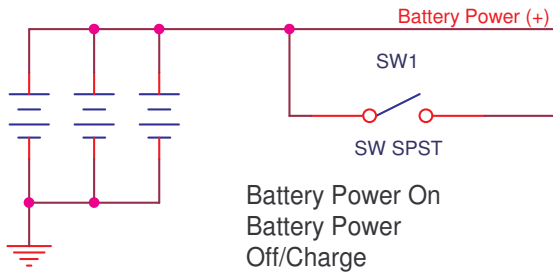 Battery Power (+)
SW1
SW SPST
Battery Power On
Battery Power
Off/Charge